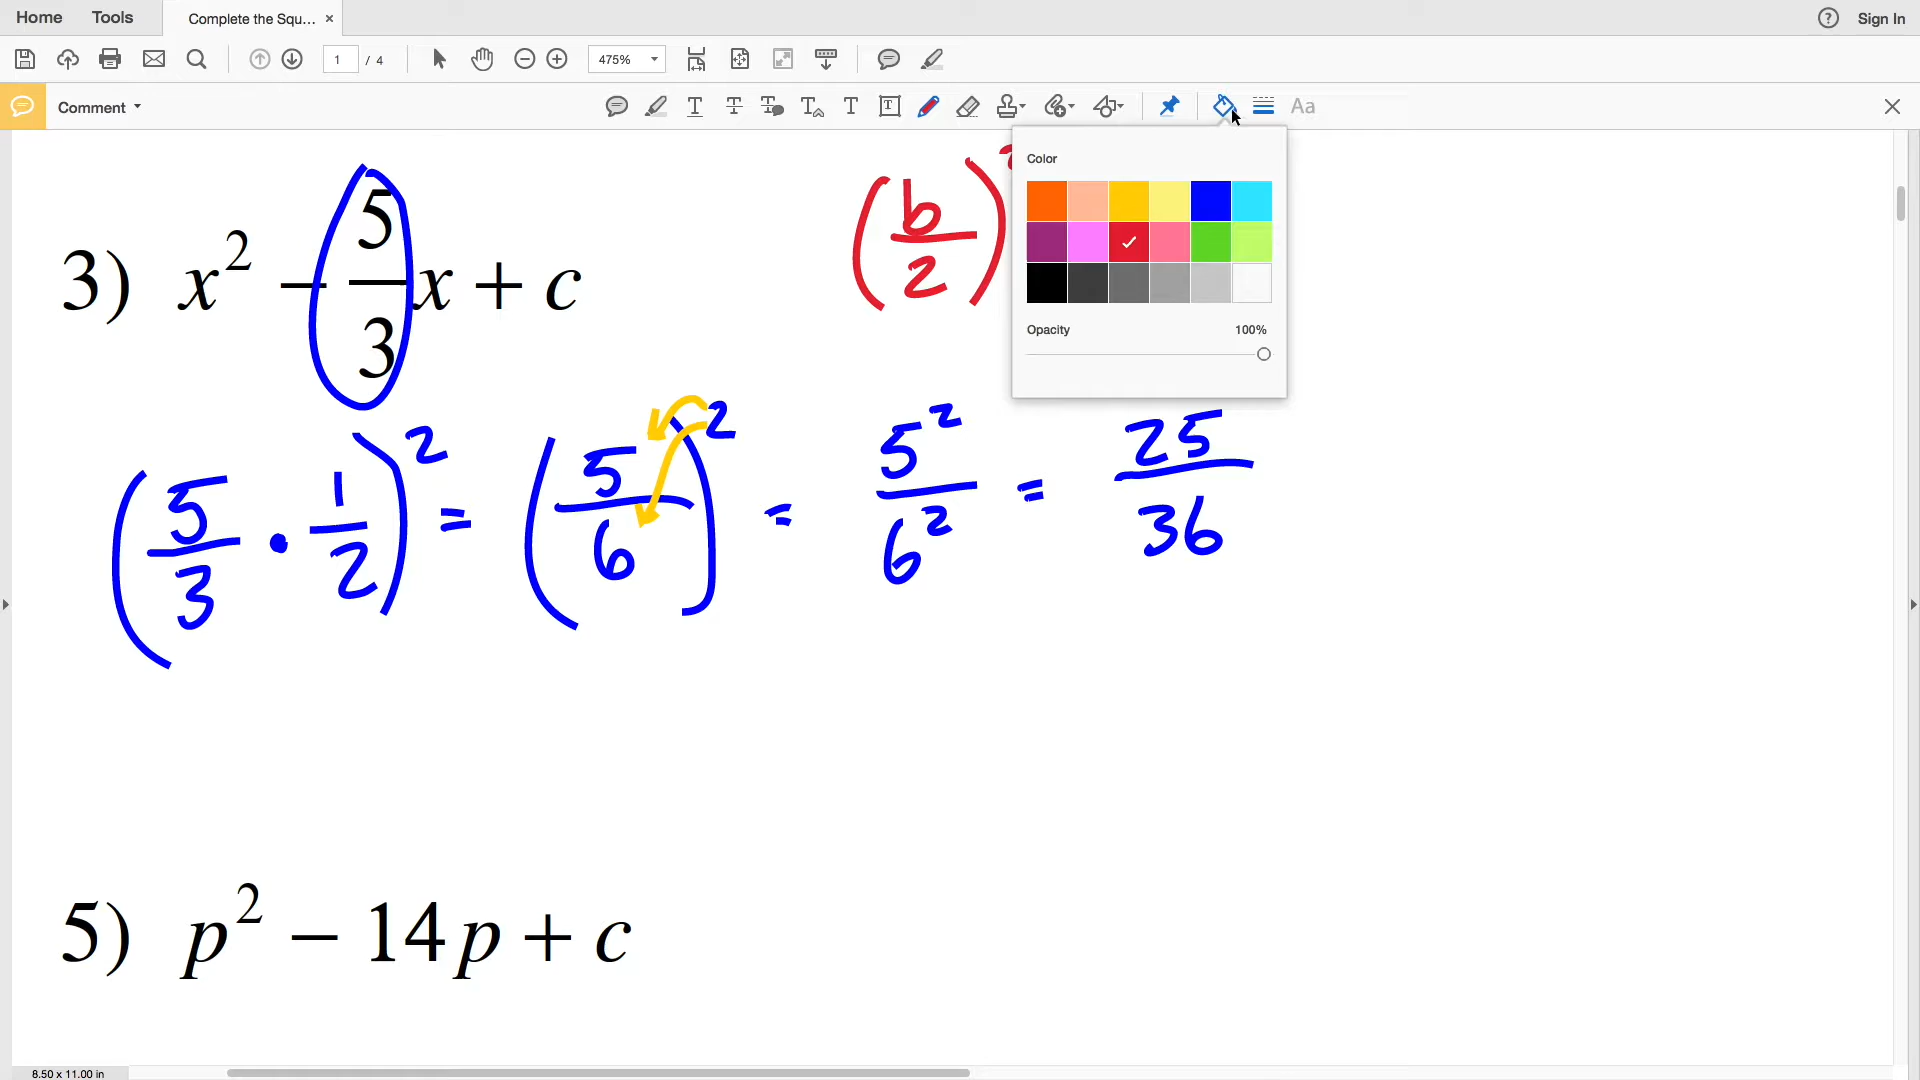 Home Tools Complete the Squ... × ? Sign In
1 / 4 475%
Comment T T T T T T Aa
Color
Opacity 100%
3) x² − 5/3 x + c
(b/2)
(5/3 · 1/2)² = (5/6)² = 5²/6² = 25/36
5) p² − 14p + c
8.50 x 11.00 in